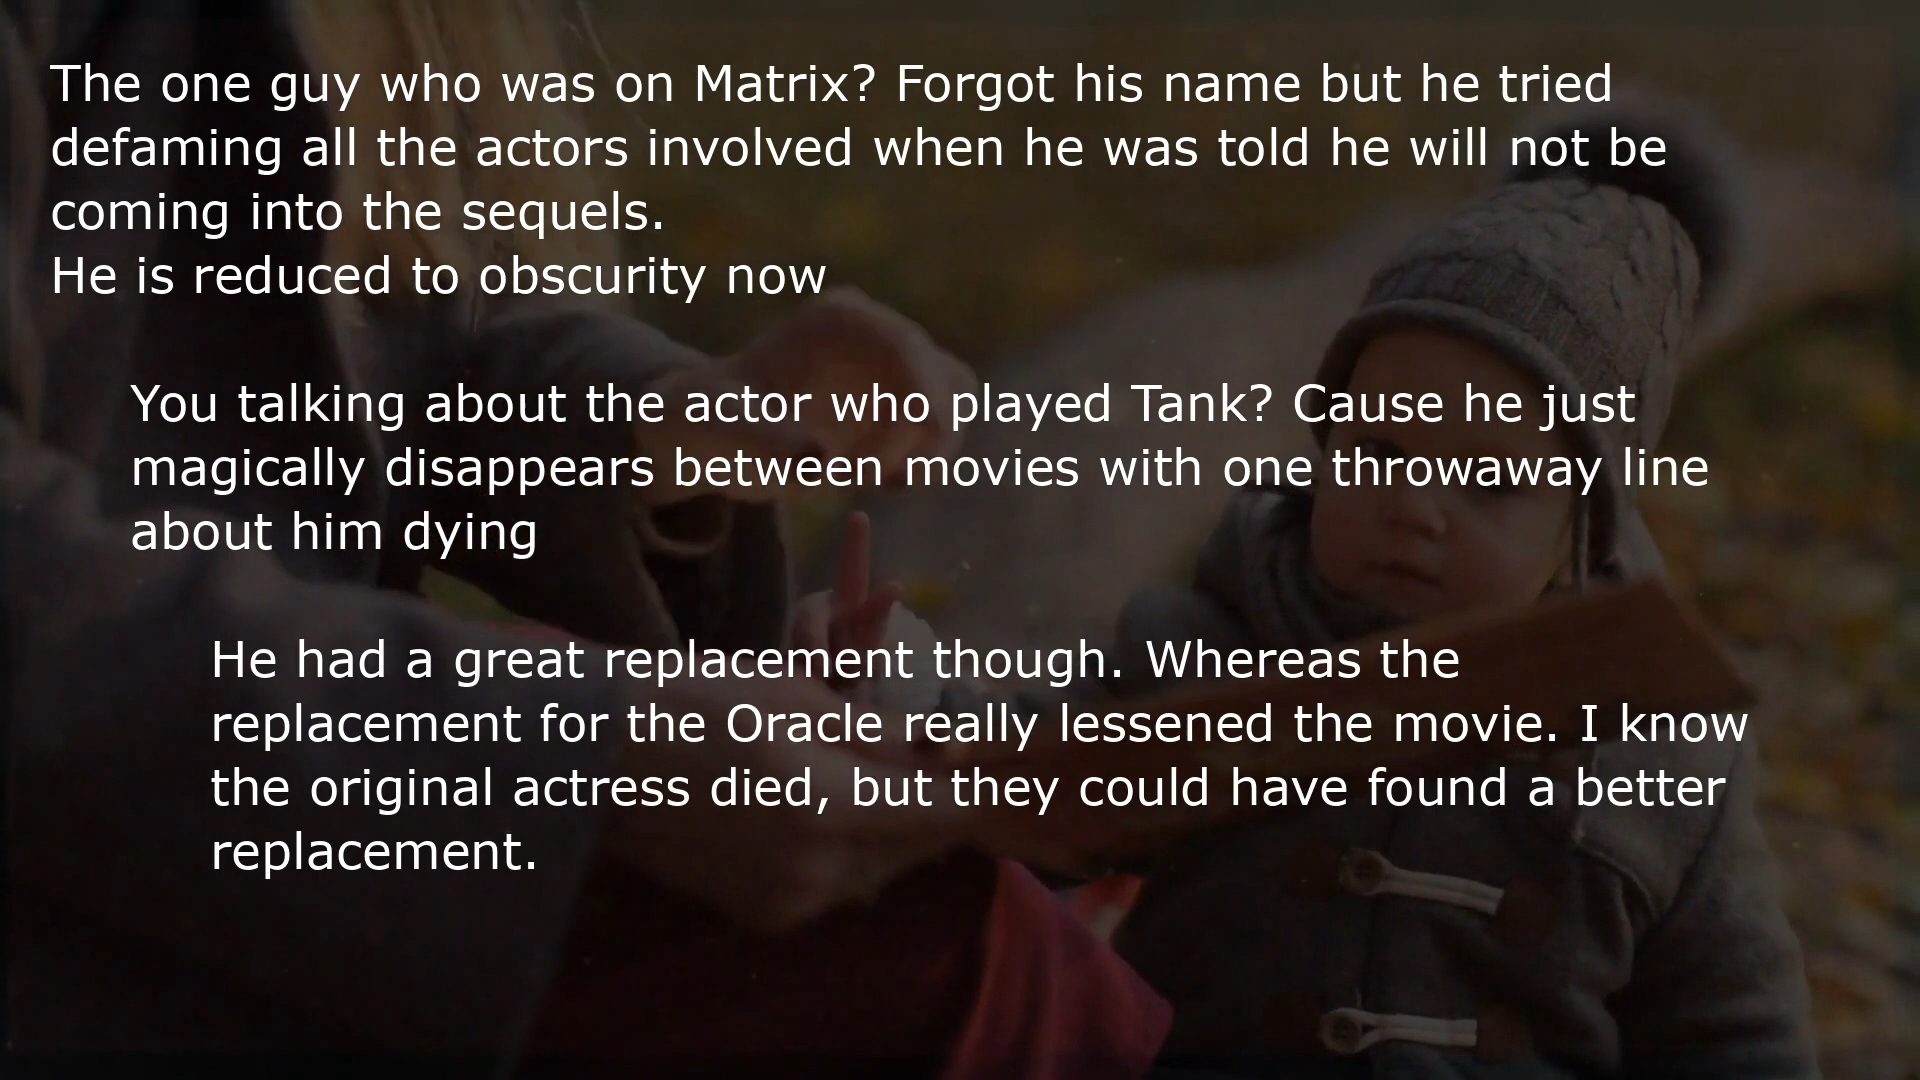 The one guy who was on Matrix? Forgot his name but he tried
defaming all the actors involved when he was told he will not be
coming into the sequels.
He is reduced to obscurity now
You talking about the actor who played Tank? Cause he just
magically disappears between movies with one throwaway line
about him dying
He had a great replacement though. Whereas the
replacement for the Oracle really lessened the movie. I know
the original actress died, but they could have found a better
replacement.